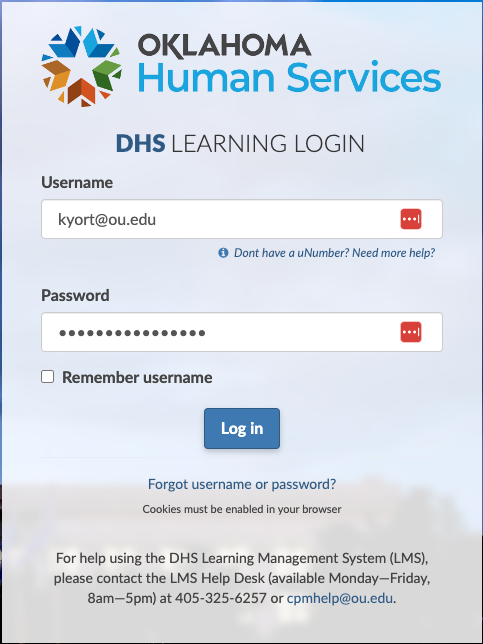 OKLAHOMA
Human Services
DHS LEARNING LOGIN
Username
kyort@ou.edu
Dont have a uNumber? Need more help?
Password
••••••••••••••••
Remember username
Log in
Forgot username or password?
Cookies must be enabled in your browser
For help using the DHS Learning Management System (LMS),
please contact the LMS Help Desk (available Monday—Friday,
8am—5pm) at 405-325-6257 or cpmhelp@ou.edu.